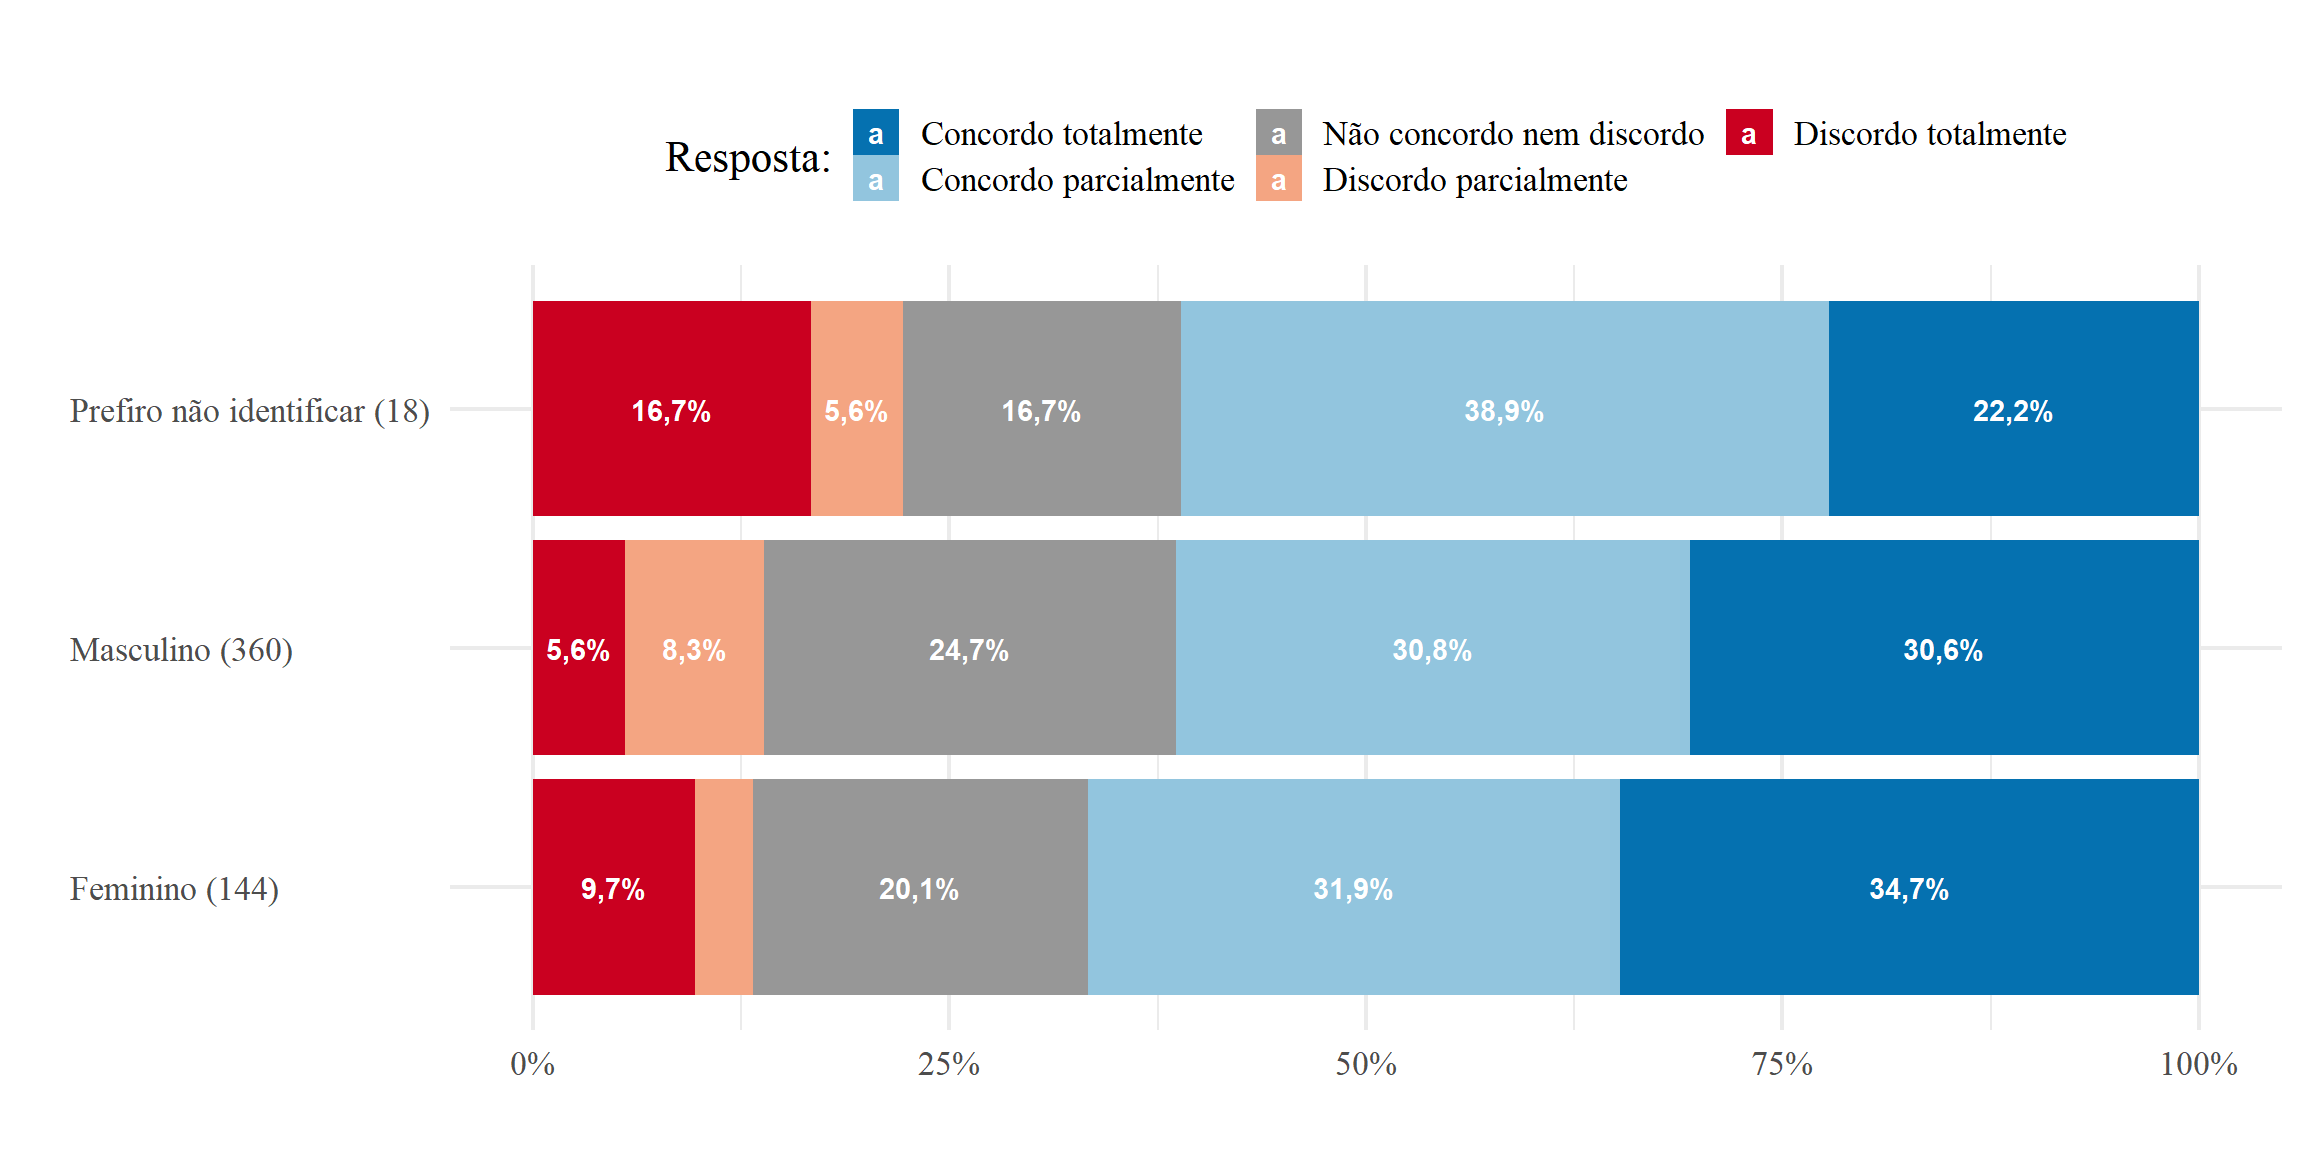 Resposta:
a Concordo totalmente a Não concordo nem discordo a Discordo totalmente
a Concordo parcialmente a Discordo parcialmente
Prefiro não identificar (18) 16,7% 5,6% 16,7% 38,9% 22,2%
Masculino (360) 5,6% 8,3% 24,7% 30,8% 30,6%
Feminino (144) 9,7% 20,1% 31,9% 34,7%
0% 25% 50% 75% 100%